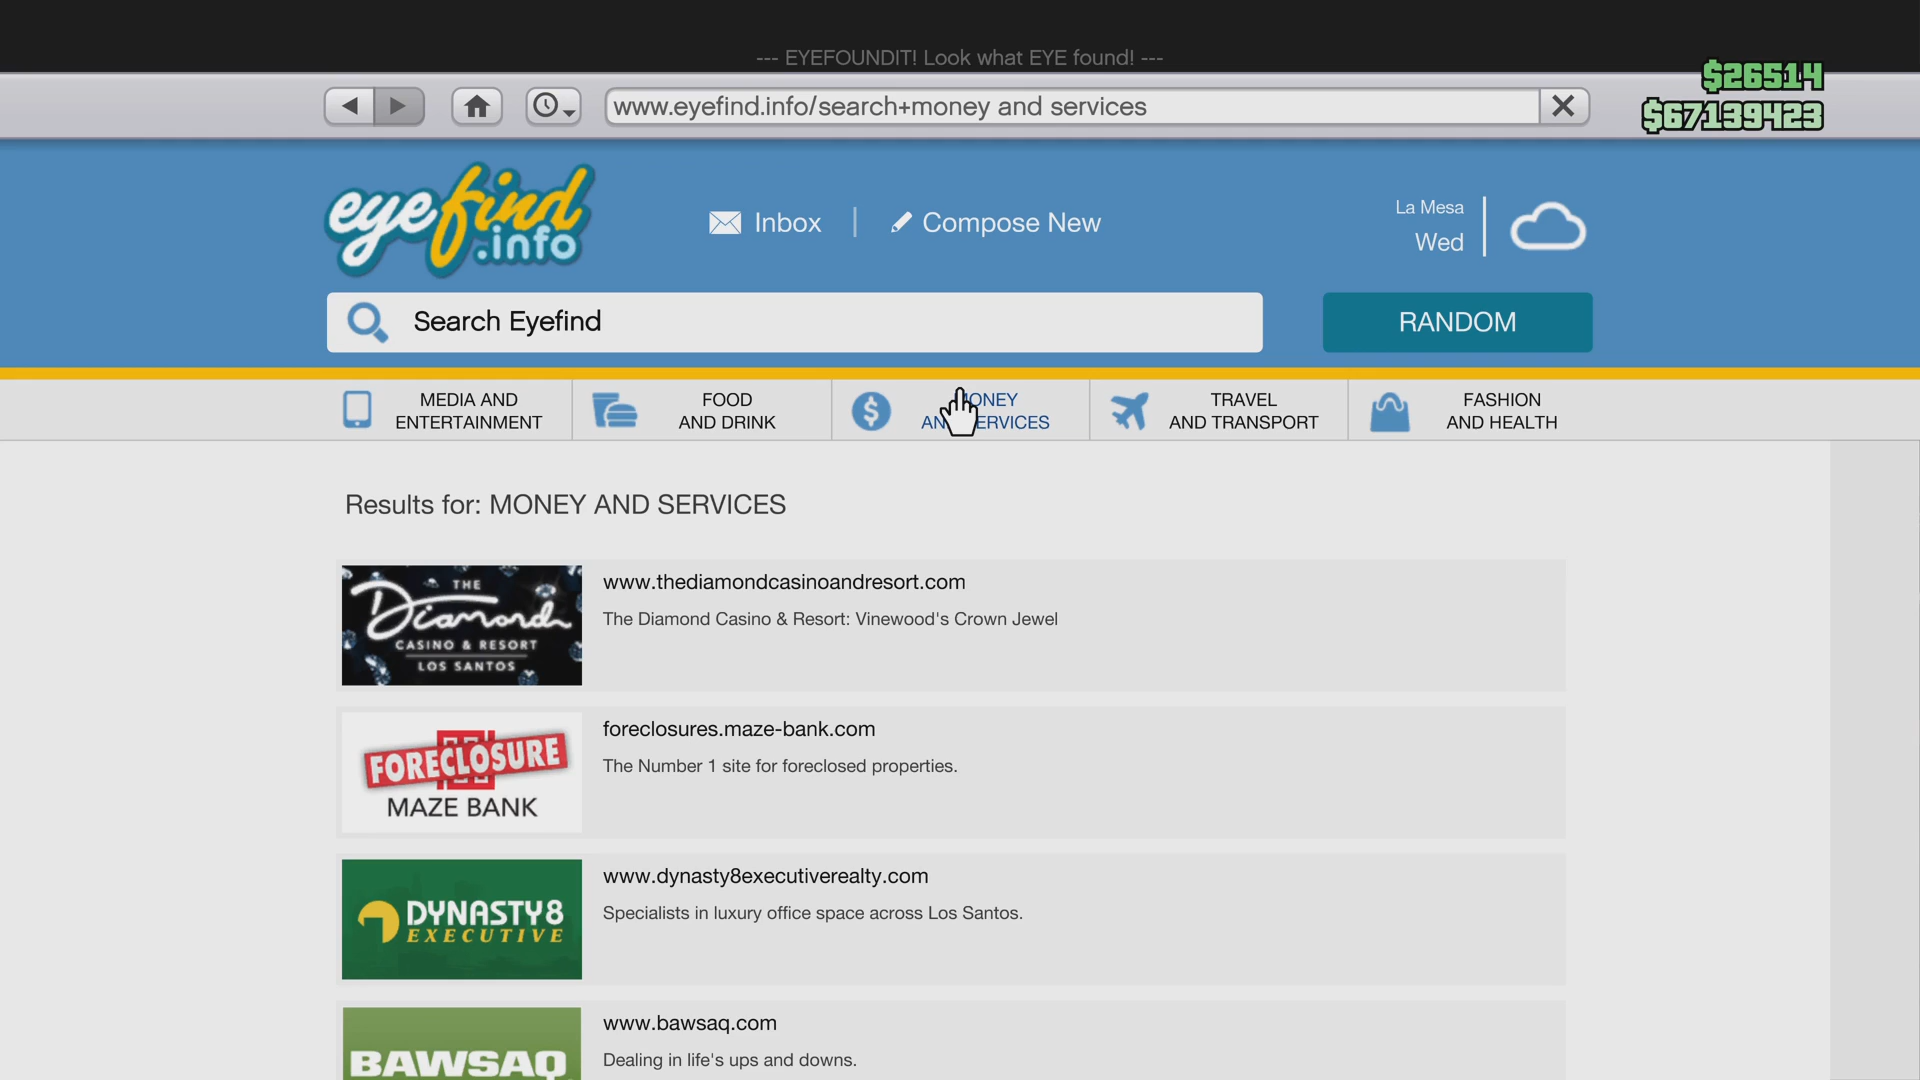 --- EYEFOUNDIT! Look what EYE found! ---
$26514
www.eyefind.info/search+money and services
$67139423
eyefind
.info
Inbox
Compose New
La Mesa
Wed
Search Eyefind
RANDOM
MEDIA AND
ENTERTAINMENT
FOOD
AND DRINK
MONEY
AND SERVICES
TRAVEL
AND TRANSPORT
FASHION
AND HEALTH
Results for: MONEY AND SERVICES
THE
Diamond
CASINO & RESORT
LOS SANTOS
www.thediamondcasinoandresort.com
The Diamond Casino & Resort: Vinewood's Crown Jewel
FORECLOSURE
MAZE BANK
foreclosures.maze-bank.com
The Number 1 site for foreclosed properties.
DYNASTY8
EXECUTIVE
www.dynasty8executiverealty.com
Specialists in luxury office space across Los Santos.
BAWSAQ
www.bawsaq.com
Dealing in life's ups and downs.